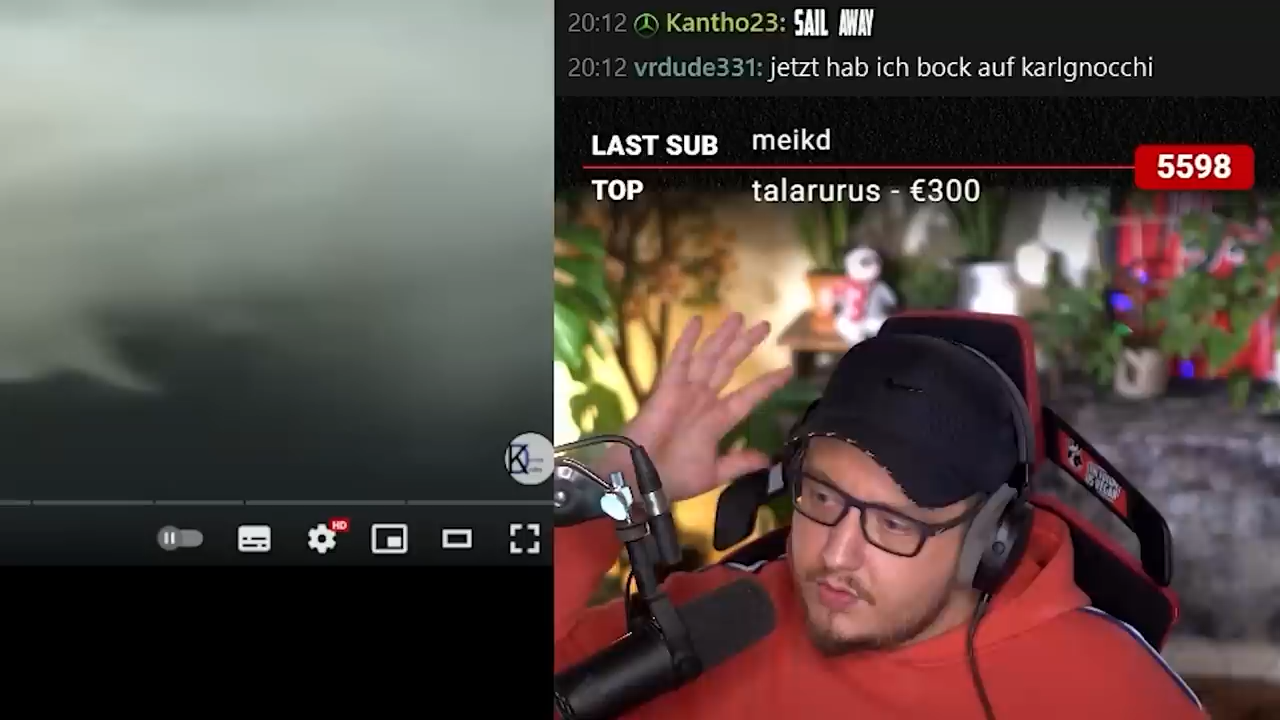 20:12 Kantho23: SAIL AWAY
20:12 vrdude331: jetzt hab ich bock auf karlgnocchi
LAST SUB meikd
5598
TOP talarurus - €300
HD
K